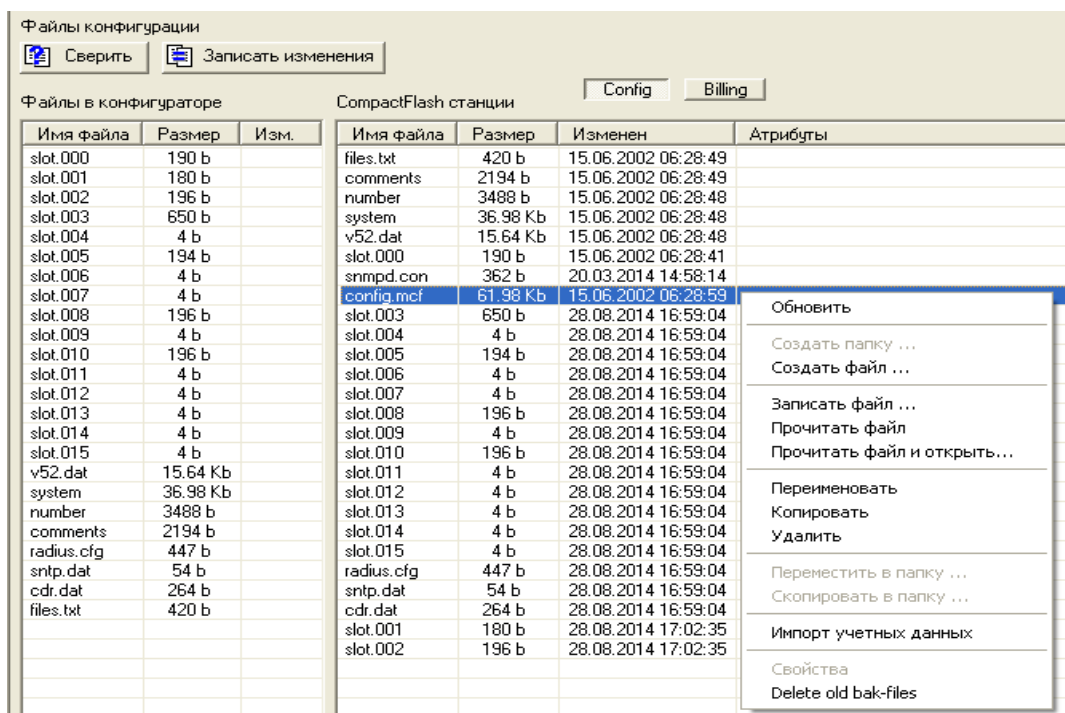 Файлы конфигурации
Сверить Записать изменения
Config Billing
Файлы в конфигураторе
Имя файла Размер Изм.
slot.000 190 b
slot.001 180 b
slot.002 196 b
slot.003 650 b
slot.004 4 b
slot.005 194 b
slot.006 4 b
slot.007 4 b
slot.008 196 b
slot.009 4 b
slot.010 196 b
slot.011 4 b
slot.012 4 b
slot.013 4 b
slot.014 4 b
slot.015 4 b
v52.dat 15.64 Kb
system 36.98 Kb
number 3488 b
comments 2194 b
radius.cfg 447 b
sntp.dat 54 b
cdr.dat 264 b
files.txt 420 b
CompactFlash станции
Имя файла Размер Изменен Атрибуты
files.txt 420 b 15.06.2002 06:28:49
comments 2194 b 15.06.2002 06:28:49
number 3488 b 15.06.2002 06:28:48
system 36.98 Kb 15.06.2002 06:28:48
v52.dat 15.64 Kb 15.06.2002 06:28:48
slot.000 190 b 15.06.2002 06:28:41
snmpd.con 362 b 20.03.2014 14:58:14
config.mcf 61.98 Kb 15.06.2002 06:28:59
slot.003 650 b 28.08.2014 16:59:04
slot.004 4 b 28.08.2014 16:59:04
slot.005 194 b 28.08.2014 16:59:04
slot.006 4 b 28.08.2014 16:59:04
slot.007 4 b 28.08.2014 16:59:04
slot.008 196 b 28.08.2014 16:59:04
slot.009 4 b 28.08.2014 16:59:04
slot.010 196 b 28.08.2014 16:59:04
slot.011 4 b 28.08.2014 16:59:04
slot.012 4 b 28.08.2014 16:59:04
slot.013 4 b 28.08.2014 16:59:04
slot.014 4 b 28.08.2014 16:59:04
slot.015 4 b 28.08.2014 16:59:04
radius.cfg 447 b 28.08.2014 16:59:04
sntp.dat 54 b 28.08.2014 16:59:04
cdr.dat 264 b 28.08.2014 16:59:04
slot.001 180 b 28.08.2014 17:02:35
slot.002 196 b 28.08.2014 17:02:35
Обновить
Создать папку ...
Создать файл ...
Записать файл ...
Прочитать файл
Прочитать файл и открыть...
Переименовать
Копировать
Удалить
Переместить в папку ...
Скопировать в папку ...
Импорт учетных данных
Свойства
Delete old bak-files